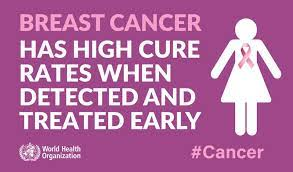 BREAST CANCER
HAS HIGH CURE
RATES WHEN
DETECTED AND
TREATED EARLY
World Health
Organization
#Cancer